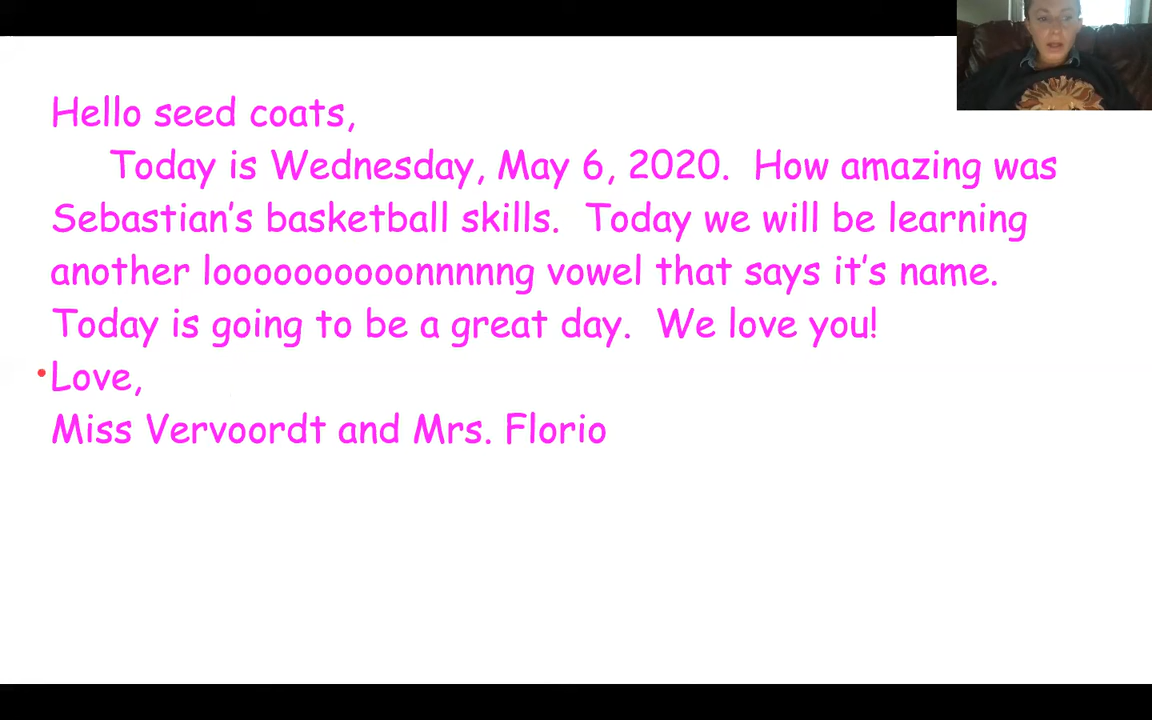 Hello seed coats,
Today is Wednesday, May 6, 2020. How amazing was
Sebastian's basketball skills. Today we will be learning
another loooooooooonnnnng vowel that says it's name.
Today is going to be a great day. We love you!
Love,
Miss Vervoordt and Mrs. Florio